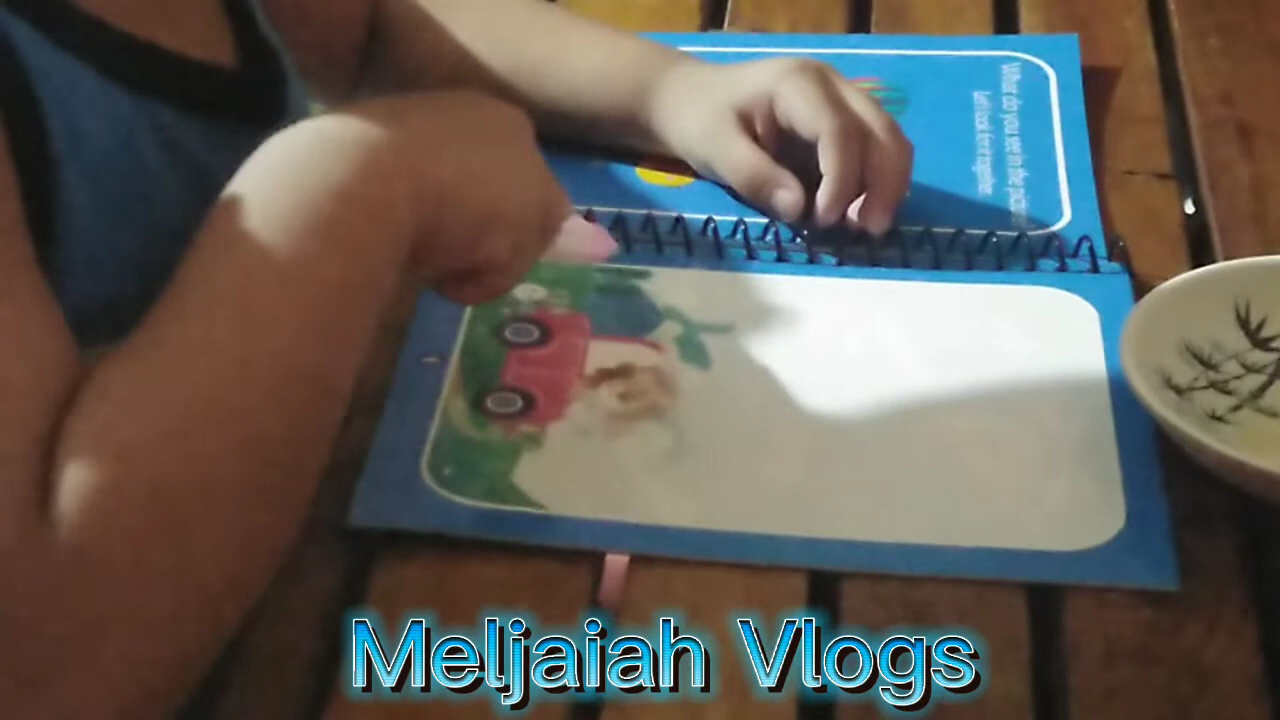 What do you see in the picture
Let's look for it together.
Meljaiah Vlogs